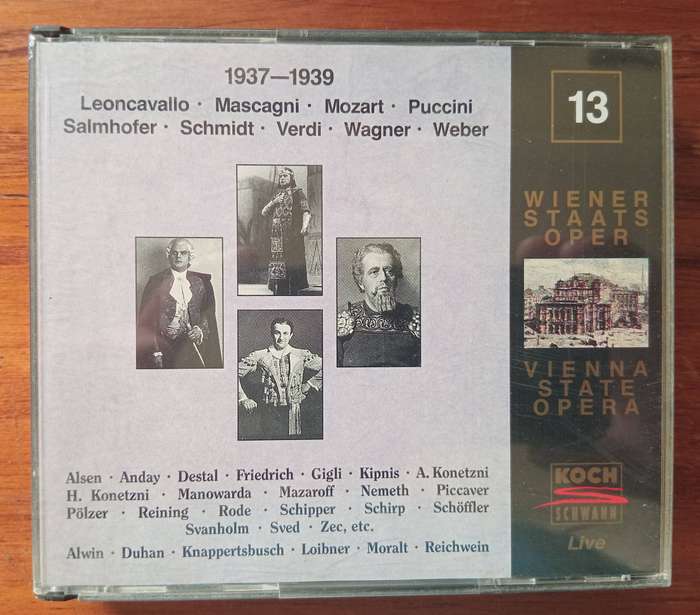 1937—1939
Leoncavallo · Mascagni · Mozart · Puccini
Salmhofer · Schmidt · Verdi · Wagner · Weber
Alsen · Anday · Destal · Friedrich · Gigli · Kipnis · A. Konetzni
H. Konetzni · Manowarda · Mazaroff · Nemeth · Piccaver
Pölzer · Reining · Rode · Schipper · Schirp · Schöffler
Svanholm · Sved · Zec, etc.
Alwin · Duhan · Knappertsbusch · Loibner · Moralt · Reichwein
13
WIENER
STAATS
OPER
VIENNA
STATE
OPERA
KOCH
SCHWANN
Live